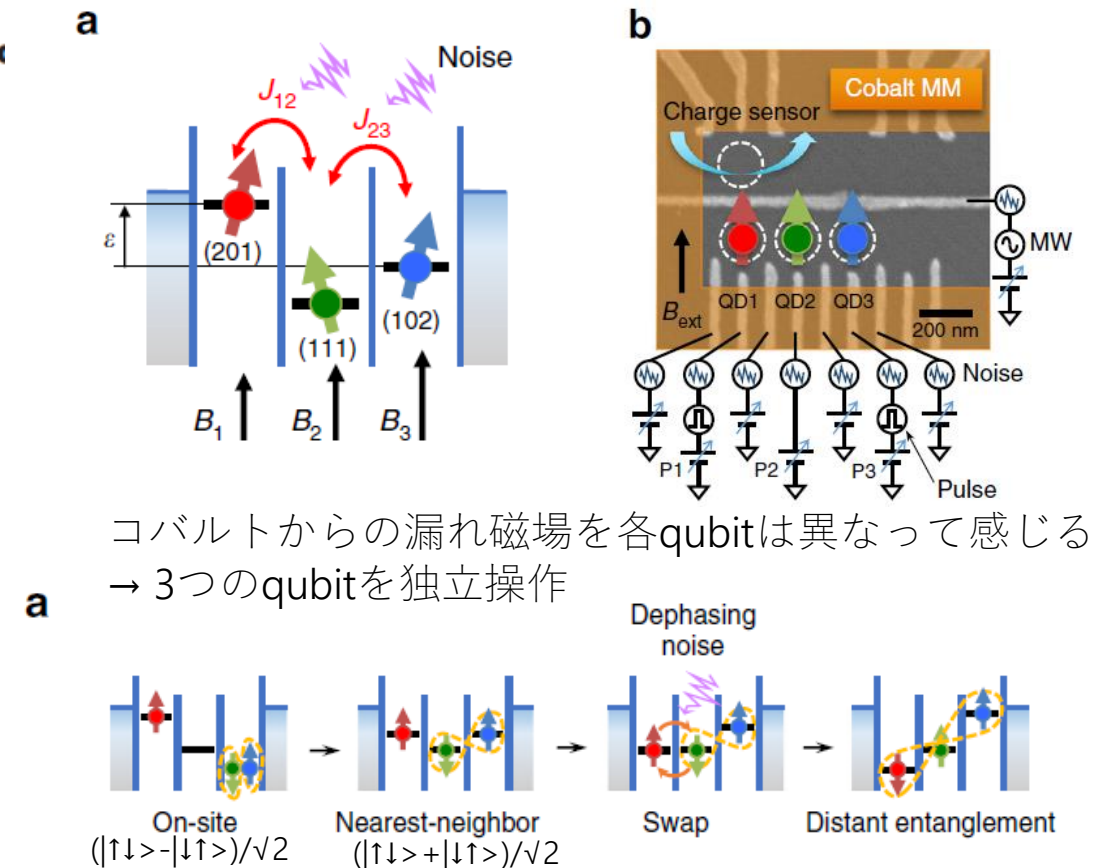 a
Noise
J12
J23
ε
(201)
(111)
(102)
B1
B2
B3
b
Cobalt MM
Charge sensor
MW
Bext
QD1
QD2
QD3
200 nm
Noise
P1
P2
P3
Pulse
コバルトからの漏れ磁場を各qubitは異なって感じる
→ 3つのqubitを独立操作
a
Dephasing
noise
On-site
Nearest-neighbor
Swap
Distant entanglement
(|↑↓>-|↓↑>)/√2
(|↑↓>+|↓↑>)/√2